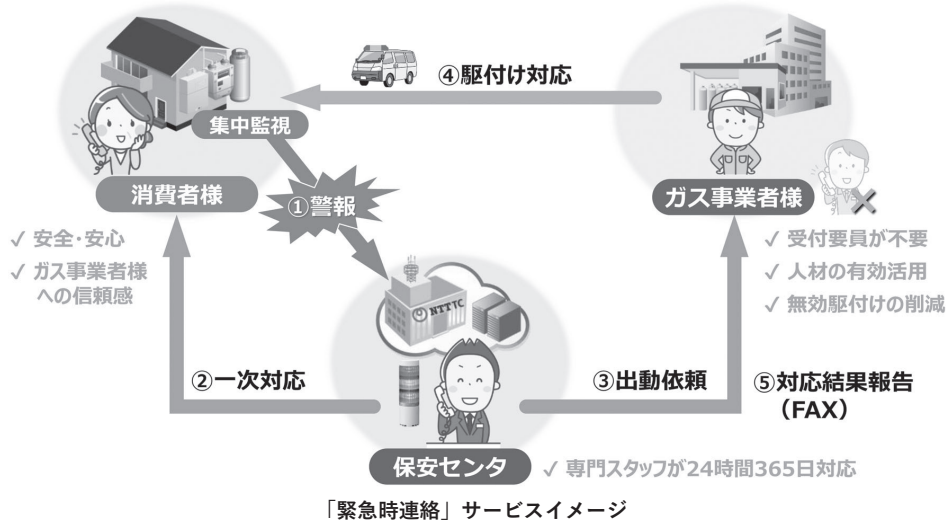 ④駆付け対応
集中監視
消費者様
①警報
ガス事業者様
✓ 安全・安心
✓ ガス事業者様
への信頼感
✓ 受付要員が不要
✓ 人材の有効活用
✓ 無効駆付けの削減
NTT TC
②一次対応
③出動依頼
⑤対応結果報告
（FAX）
保安センタ
✓ 専門スタッフが24時間365日対応
「緊急時連絡」サービスイメージ